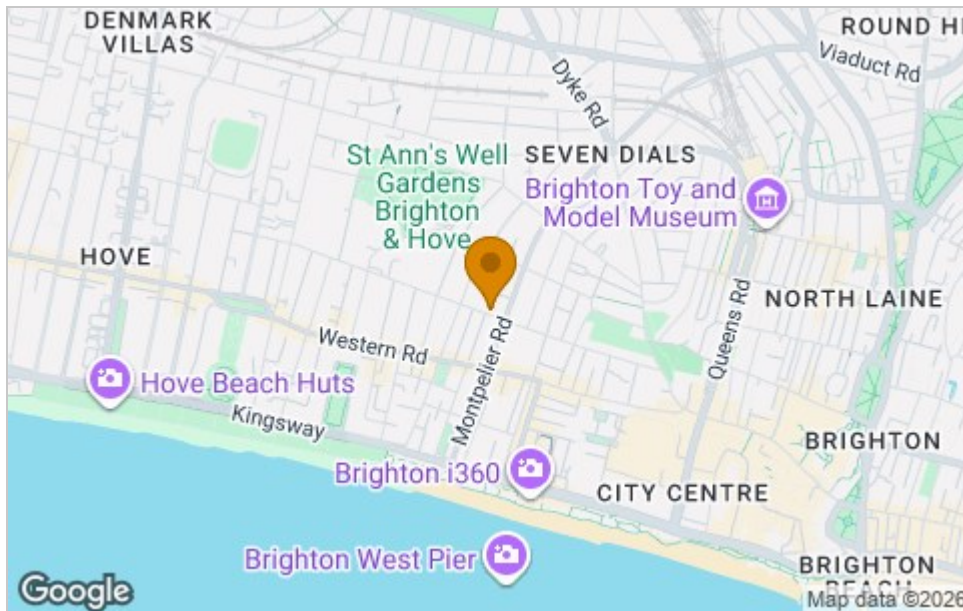 DENMARK
VILLAS
ROUND HI
Viaduct Rd
Dyke Rd
St Ann's Well
Gardens
Brighton
& Hove
SEVEN DIALS
Brighton Toy and
Model Museum
HOVE
NORTH LAINE
Queens Rd
Western Rd
Montpelier Rd
Hove Beach Huts
Kingsway
BRIGHTON
Brighton i360
CITY CENTRE
Brighton West Pier
BRIGHTON
BEACH
Google
Map data ©2026